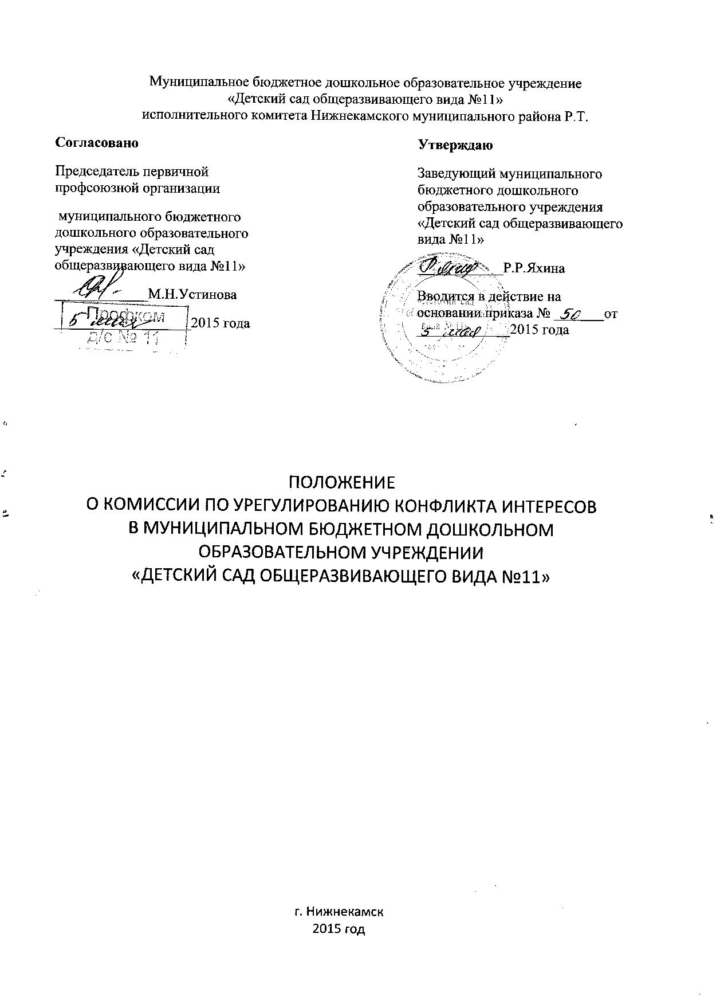 Муниципальное бюджетное дошкольное образовательное учреждение
«Детский сад общеразвивающего вида №11»
исполнительного комитета Нижнекамского муниципального района Р.Т.
Согласовано
Председатель первичной
профсоюзной организации
муниципального бюджетного
дошкольного образовательного
учреждения «Детский сад
общеразвивающего вида №11»
____________М.Н.Устинова
Профком
5 мая 2015 года
д/с № 11
Утверждаю
Заведующий муниципального
бюджетного дошкольного
образовательного учреждения
«Детский сад общеразвивающего
вида №11»
___________Р.Р.Яхина
Вводится в действие на
основании приказа № 50 от
5 мая 2015 года
ПОЛОЖЕНИЕ
О КОМИССИИ ПО УРЕГУЛИРОВАНИЮ КОНФЛИКТА ИНТЕРЕСОВ
В МУНИЦИПАЛЬНОМ БЮДЖЕТНОМ ДОШКОЛЬНОМ
ОБРАЗОВАТЕЛЬНОМ УЧРЕЖДЕНИИ
«ДЕТСКИЙ САД ОБЩЕРАЗВИВАЮЩЕГО ВИДА №11»
г. Нижнекамск
2015 год